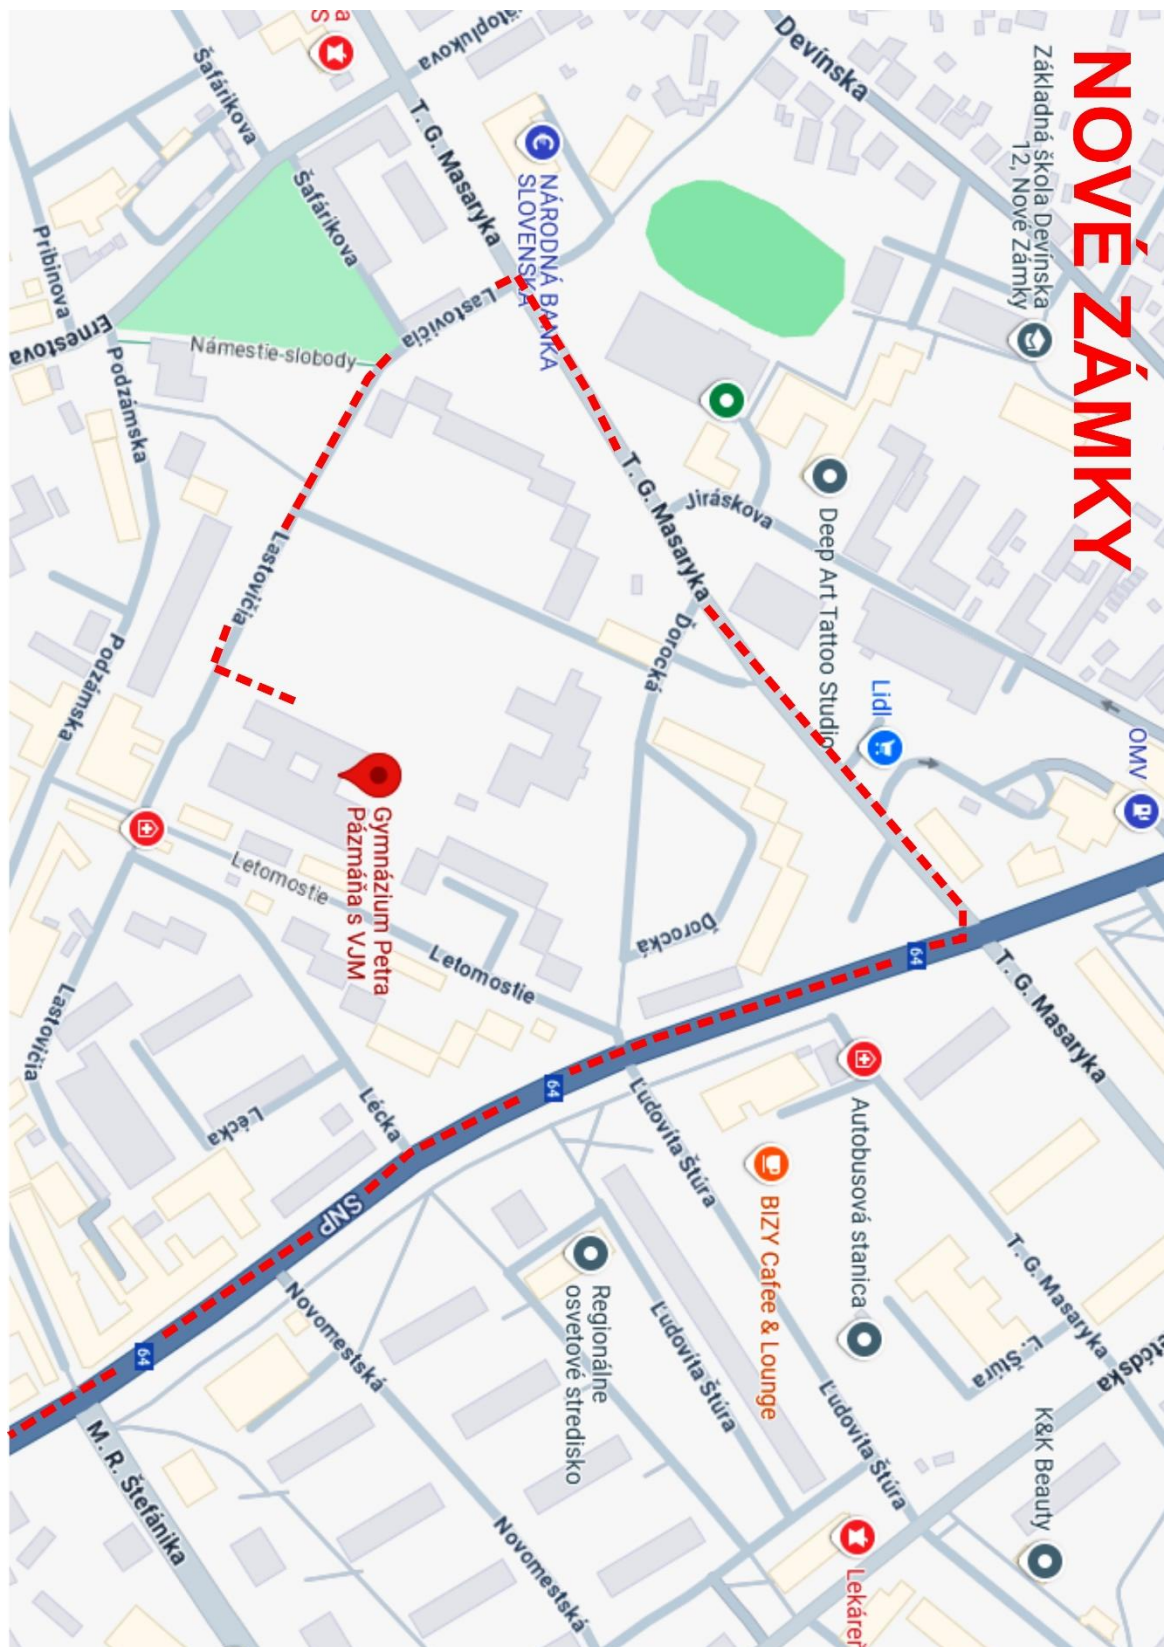 NOVÉ ZÁMKY
Devínska
Základná škola Devínska
12, Nové Zámky
T. G. Masaryka
Šafárikova
Šafárikova
NÁRODNÁ BANKA
SLOVENSKA
Lastovičia
Pribinova
Ernestova
Námestie-slobody
Podzámska
T. G. Masaryka
Jiráskova
Deep Art Tattoo Studio
Lastovičia
Ďorocká
Podzámska
Lidl
OMV
Gymnázium Petra
Pázmáňa s VJM
Letomostie
Ďorocká
64
Letomostie
T. G. Masaryka
Lastovičia
64
Lécka
Lécka
Ľudovíta Štúra
Autobusová stanica
BIZY Cafee & Lounge
SNP
Regionálne
osvetové stredisko
Novomestská
T. G. Masaryka
Ľ. Štúra
Ľudovíta Štúra
64
Ľudovíta Štúra
K&K Beauty
M. R. Štefánika
Novomestská